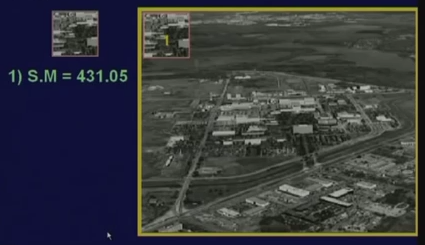 1) S.M = 431.05